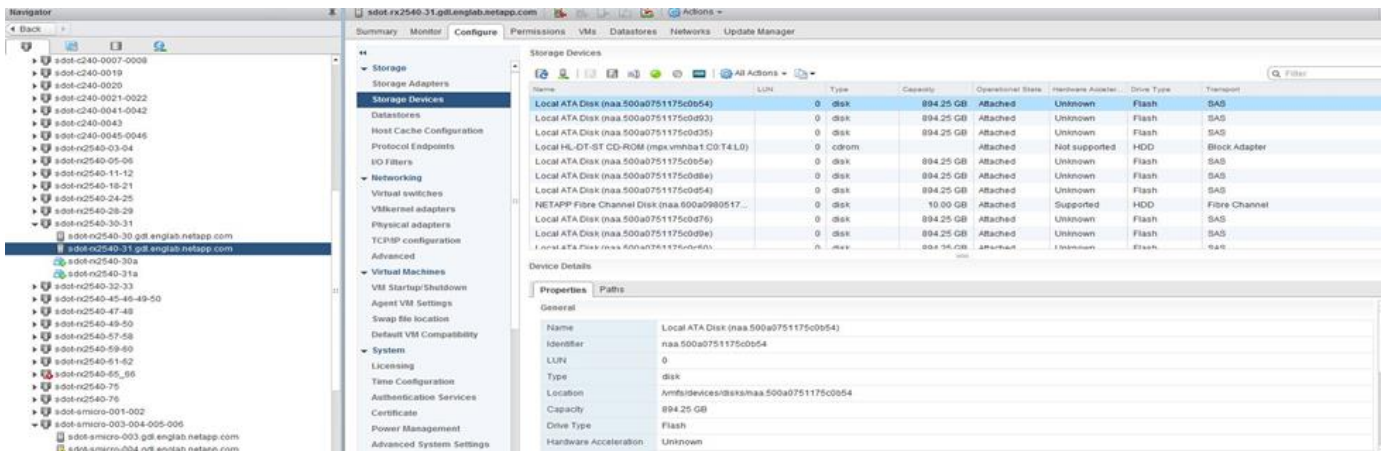 Navigator
Back
sdot-c240-0007-0008
sdot-c240-0019
sdot-c240-0020
sdot-c240-0021-0022
sdot-c240-0041-0042
sdot-c240-0043
sdot-c240-0045-0046
sdot-rx2540-03-04
sdot-rx2540-05-06
sdot-rx2540-11-12
sdot-rx2540-18-21
sdot-rx2540-24-25
sdot-rx2540-28-29
sdot-rx2540-30-31
sdot-rx2540-30.gdl.englab.netapp.com
sdot-rx2540-31.gdl.englab.netapp.com
sdot-rx2540-30a
sdot-rx2540-31a
sdot-rx2540-32-33
sdot-rx2540-45-46-49-50
sdot-rx2540-47-48
sdot-rx2540-49-50
sdot-rx2540-57-58
sdot-rx2540-59-60
sdot-rx2540-61-62
sdot-rx2540-65_66
sdot-rx2540-75
sdot-rx2540-76
sdot-smicro-001-002
sdot-smicro-003-004-005-006
sdot-smicro-003.gdl.englab.netapp.com
sdot-smicro-004.gdl.englab.netapp.com
sdot-rx2540-31.gdl.englab.netapp.com Actions
Summary Monitor Configure Permissions VMs Datastores Networks Update Manager
Storage
Storage Adapters
Storage Devices
Datastores
Host Cache Configuration
Protocol Endpoints
I/O Filters
Networking
Virtual switches
VMkernel adapters
Physical adapters
TCP/IP configuration
Advanced
Virtual Machines
VM Startup/Shutdown
Agent VM Settings
Swap file location
Default VM Compatibility
System
Licensing
Time Configuration
Authentication Services
Certificate
Power Management
Advanced System Settings
Storage Devices
All Actions Filter
Name LUN Type Capacity Operational State Hardware Acceler... Drive Type Transport
Local ATA Disk (naa.500a0751175c0b54) 0 disk 894.25 GB Attached Unknown Flash SAS
Local ATA Disk (naa.500a0751175c0d93) 0 disk 894.25 GB Attached Unknown Flash SAS
Local ATA Disk (naa.500a0751175c0d35) 0 disk 894.25 GB Attached Unknown Flash SAS
Local HL-DT-ST CD-ROM (mpx.vmhba1:C0:T4:L0) 0 cdrom Attached Not supported HDD Block Adapter
Local ATA Disk (naa.500a0751175c0b5e) 0 disk 894.25 GB Attached Unknown Flash SAS
Local ATA Disk (naa.500a0751175c0d8e) 0 disk 894.25 GB Attached Unknown Flash SAS
Local ATA Disk (naa.500a0751175c0d54) 0 disk 894.25 GB Attached Unknown Flash SAS
NETAPP Fibre Channel Disk (naa.600a0980517... 0 disk 10.00 GB Attached Supported HDD Fibre Channel
Local ATA Disk (naa.500a0751175c0d76) 0 disk 894.25 GB Attached Unknown Flash SAS
Local ATA Disk (naa.500a0751175c0d9e) 0 disk 894.25 GB Attached Unknown Flash SAS
Local ATA Disk 0 disk 894.25 GB Attached Unknown Flash SAS
Device Details
Properties Paths
General
Name Local ATA Disk (naa.500a0751175c0b54)
Identifier naa.500a0751175c0b54
LUN 0
Type disk
Location /vmfs/devices/disks/naa.500a0751175c0b54
Capacity 894.25 GB
Drive Type Flash
Hardware Acceleration Unknown